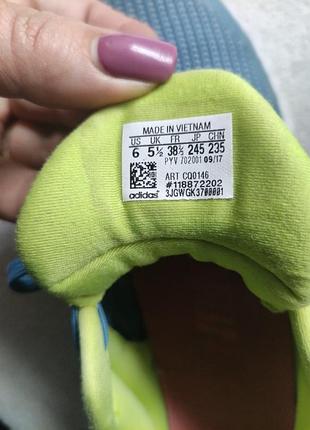 MADE IN VIETNAM
US UK FR JP CHN
6 5½ 38⅔ 245 235
PYV 702001 09/17
ART CQ0146
#118872202
3JGWGK3700001
adidas